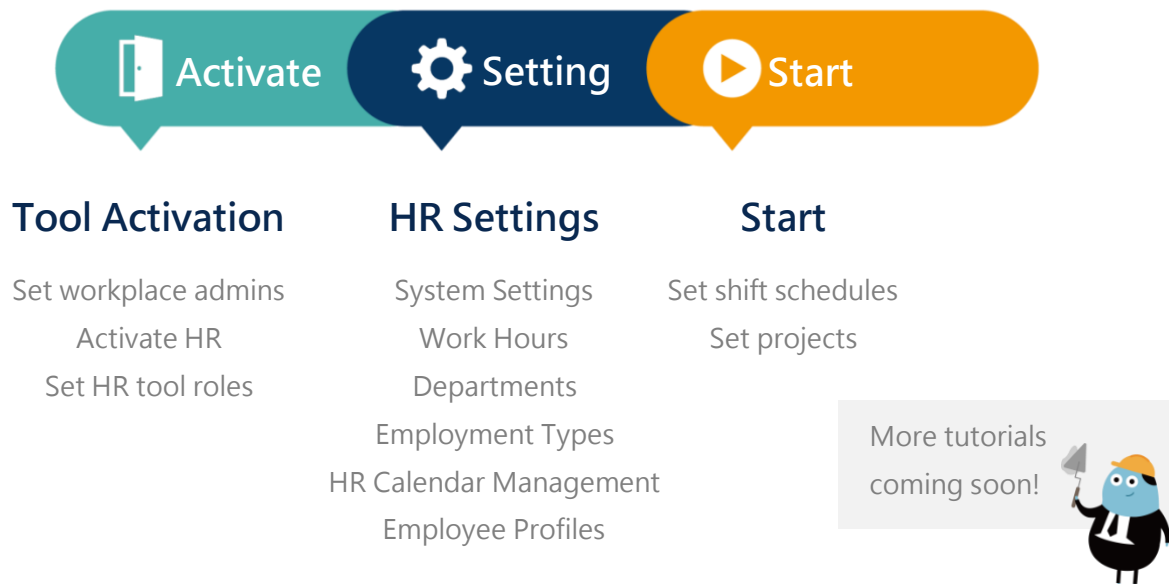 Activate
Setting
Start
Tool Activation
Set workplace admins
Activate HR
Set HR tool roles
HR Settings
System Settings
Work Hours
Departments
Employment Types
HR Calendar Management
Employee Profiles
Start
Set shift schedules
Set projects
More tutorials
coming soon!